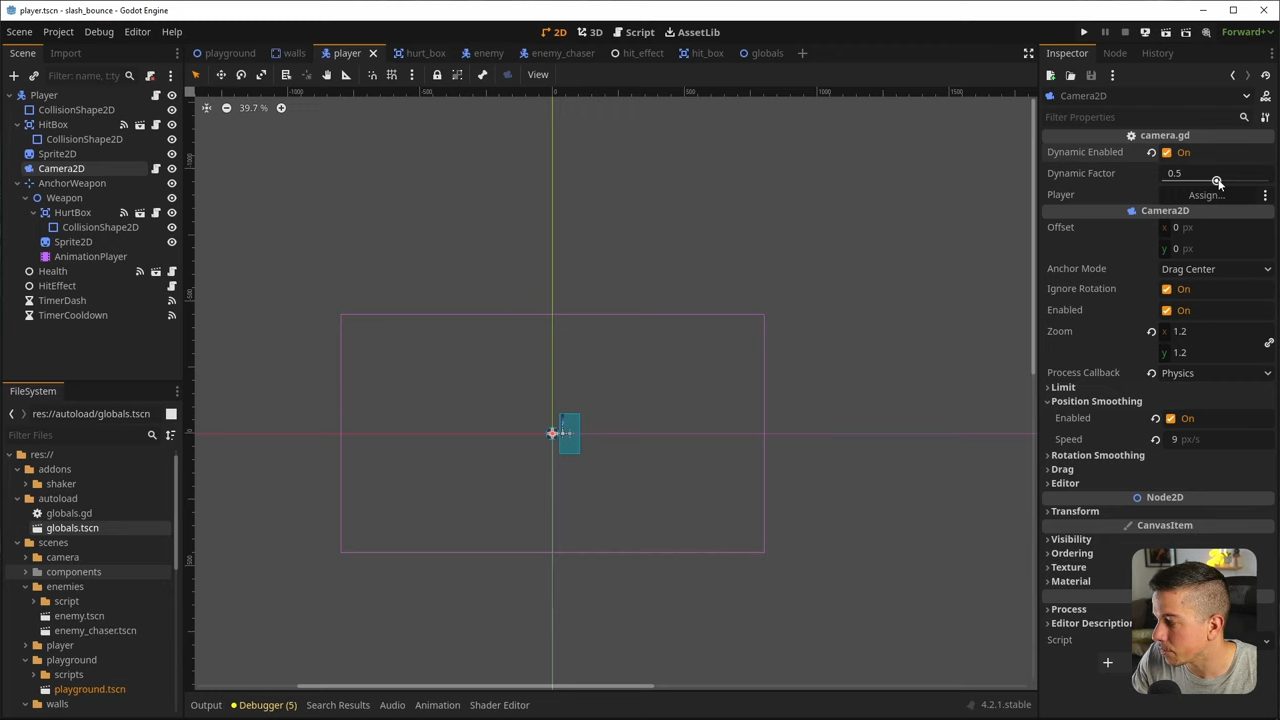 player.tscn - slash_bounce - Godot Engine
Scene Project Debug Editor Help
2D 3D Script AssetLib
Forward+
Scene Import
playground walls player hurt_box enemy enemy_chaser hit_effect hit_box globals
Inspector Node History
Filter: name, t:ty
View
Player
CollisionShape2D
HitBox
CollisionShape2D
Sprite2D
Camera2D
AnchorWeapon
Weapon
HurtBox
CollisionShape2D
Sprite2D
AnimationPlayer
Health
HitEffect
TimerDash
TimerCooldown
FileSystem
res://autoload/globals.tscn
Filter Files
res://
addons
shaker
autoload
globals.gd
globals.tscn
scenes
camera
components
enemies
script
enemy.tscn
enemy_chaser.tscn
player
playground
scripts
playground.tscn
walls
39.7 %
-1000 -500 0 500 1000 1500
Output Debugger (5) Search Results Audio Animation Shader Editor
4.2.1.stable
Camera2D
Filter Properties
camera.gd
Dynamic Enabled On
Dynamic Factor 0.5
Player Assign...
Camera2D
Offset x 0 px
y 0 px
Anchor Mode Drag Center
Ignore Rotation On
Enabled On
Zoom x 1.2
y 1.2
Process Callback Physics
Limit
Position Smoothing
Enabled On
Speed 9 px/s
Rotation Smoothing
Drag
Editor
Node2D
Transform
CanvasItem
Visibility
Ordering
Texture
Material
Process
Editor Description
Script